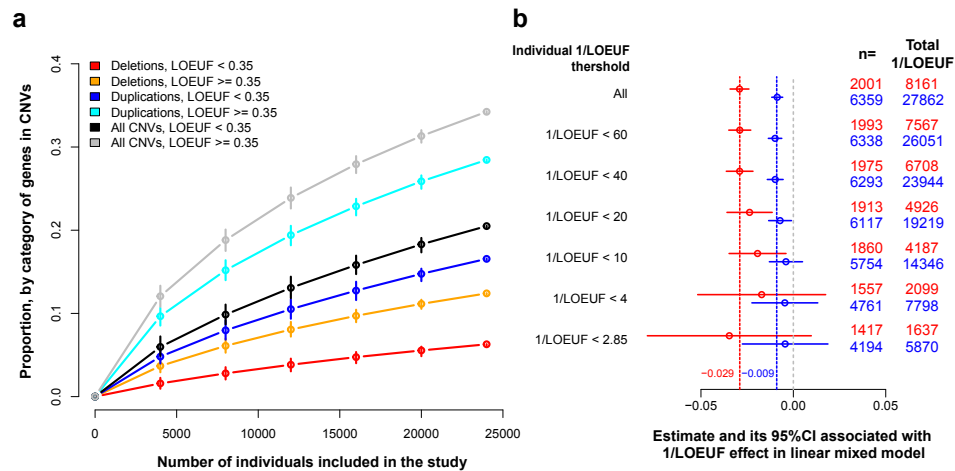 a
Proportion, by category of genes in CNVs
0.0
0.1
0.2
0.3
0.4
Deletions, LOEUF < 0.35
Deletions, LOEUF >= 0.35
Duplications, LOEUF < 0.35
Duplications, LOEUF >= 0.35
All CNVs, LOEUF < 0.35
All CNVs, LOEUF >= 0.35
0
5000
10000
15000
20000
25000
Number of individuals included in the study
b
Individual 1/LOEUF
thershold
n=
Total
1/LOEUF
All
2001 8161
6359 27862
1/LOEUF < 60
1993 7567
6338 26051
1/LOEUF < 40
1975 6708
6293 23944
1/LOEUF < 20
1913 4926
6117 19219
1/LOEUF < 10
1860 4187
5754 14346
1/LOEUF < 4
1557 2099
4761 7798
1/LOEUF < 2.85
1417 1637
4194 5870
−0.029
−0.009
−0.05
0.00
0.05
Estimate and its 95%CI associated with
1/LOEUF effect in linear mixed model